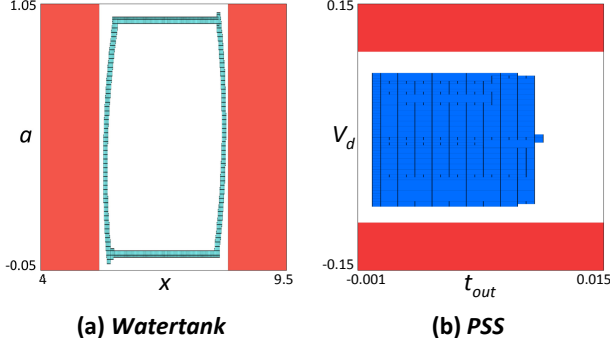 1.05
a
-0.05
4
x
9.5
(a) Watertank
0.15
V_d
-0.15
-0.001
t_out
0.015
(b) PSS